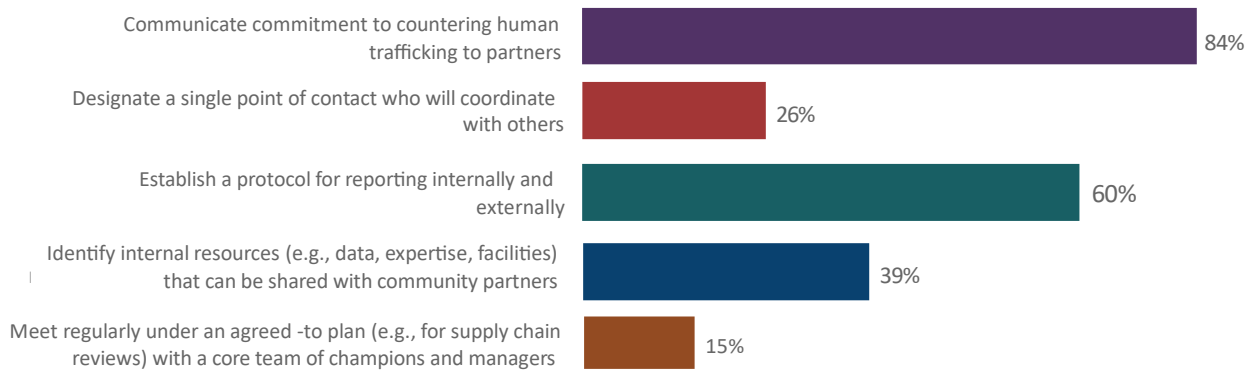 Communicate commitment to countering human
trafficking to partners
84%
Designate a single point of contact who will coordinate
with others
26%
Establish a protocol for reporting internally and
externally
60%
Identify internal resources (e.g., data, expertise, facilities)
that can be shared with community partners
39%
Meet regularly under an agreed -to plan (e.g., for supply chain
reviews) with a core team of champions and managers
15%